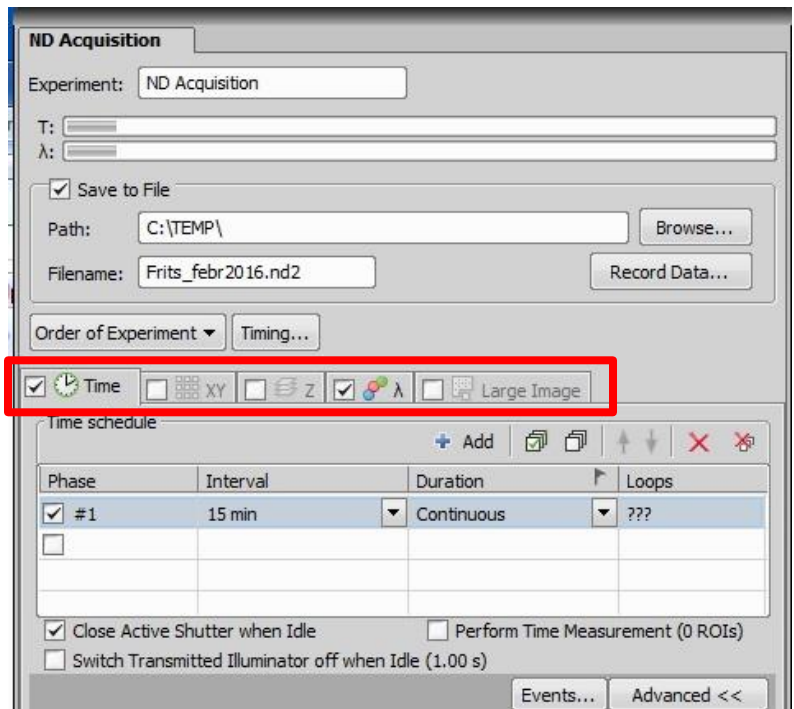 ND Acquisition
Experiment: ND Acquisition
T:
λ:
Save to File
Path: C:\TEMP\ Browse...
Filename: Frits_febr2016.nd2 Record Data...
Order of Experiment Timing...
Time XY Z λ Large Image
Time schedule
Add
Phase Interval Duration Loops
#1 15 min Continuous ???
Close Active Shutter when Idle Perform Time Measurement (0 ROIs)
Switch Transmitted Illuminator off when Idle (1.00 s)
Events... Advanced <<